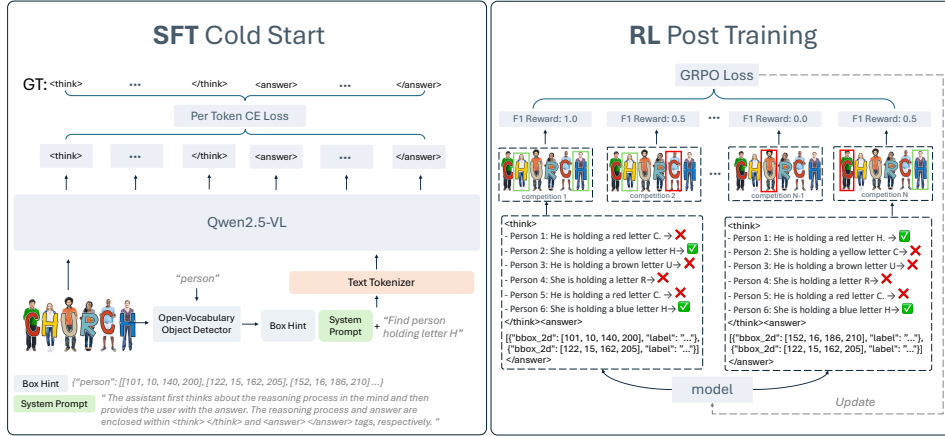 SFT Cold Start
GT: <think> ... </think> <answer> ... </answer>
Per Token CE Loss
<think> ... </think> <answer> ... </answer>
Qwen2.5-VL
"person"
Text Tokenizer
CHURCH
Open-Vocabulary
Object Detector
Box Hint
System
Prompt
+
"Find person
holding letter H"
Box Hint {"person": [[101, 10, 140, 200], [122, 15, 162, 205], [152, 16, 186, 210] ...}
System Prompt " The assistant first thinks about the reasoning process in the mind and then
provides the user with the answer. The reasoning process and answer are
enclosed within <think> </think> and <answer> </answer> tags, respectively. "
RL Post Training
GRPO Loss
F1 Reward: 1.0 F1 Reward: 0.5 ... F1 Reward: 0.0 F1 Reward: 0.5
CHURCH CHURCH ... CHURCH CHURCH
competition 1 competition 2 competition N-1 competition N
<think>
- Person 1: He is holding a red letter C. → ❌
- Person 2: She is holding a yellow letter H→ ✅
- Person 3: He is holding a brown letter U→ ❌
- Person 4: She is holding a letter R→ ❌
- Person 5: He is holding a red letter C. → ❌
- Person 6: She is holding a blue letter H→ ✅
</think><answer>
[{"bbox_2d": [101, 10, 140, 200], "label": "..."},
{"bbox_2d": [122, 15, 162, 205], "label": "..."}]
</answer>
<think>
- Person 1: He is holding a red letter H. → ✅
- Person 2: She is holding a yellow letter C→ ❌
- Person 3: He is holding a brown letter U→ ❌
- Person 4: She is holding a letter R→ ❌
- Person 5: He is holding a red letter C. → ❌
- Person 6: She is holding a blue letter H→ ✅
</think><answer>
[{"bbox_2d": [152, 16, 186, 210], "label": "..."},
{"bbox_2d": [122, 15, 162, 205], "label": "..."}]
</answer>
model
Update